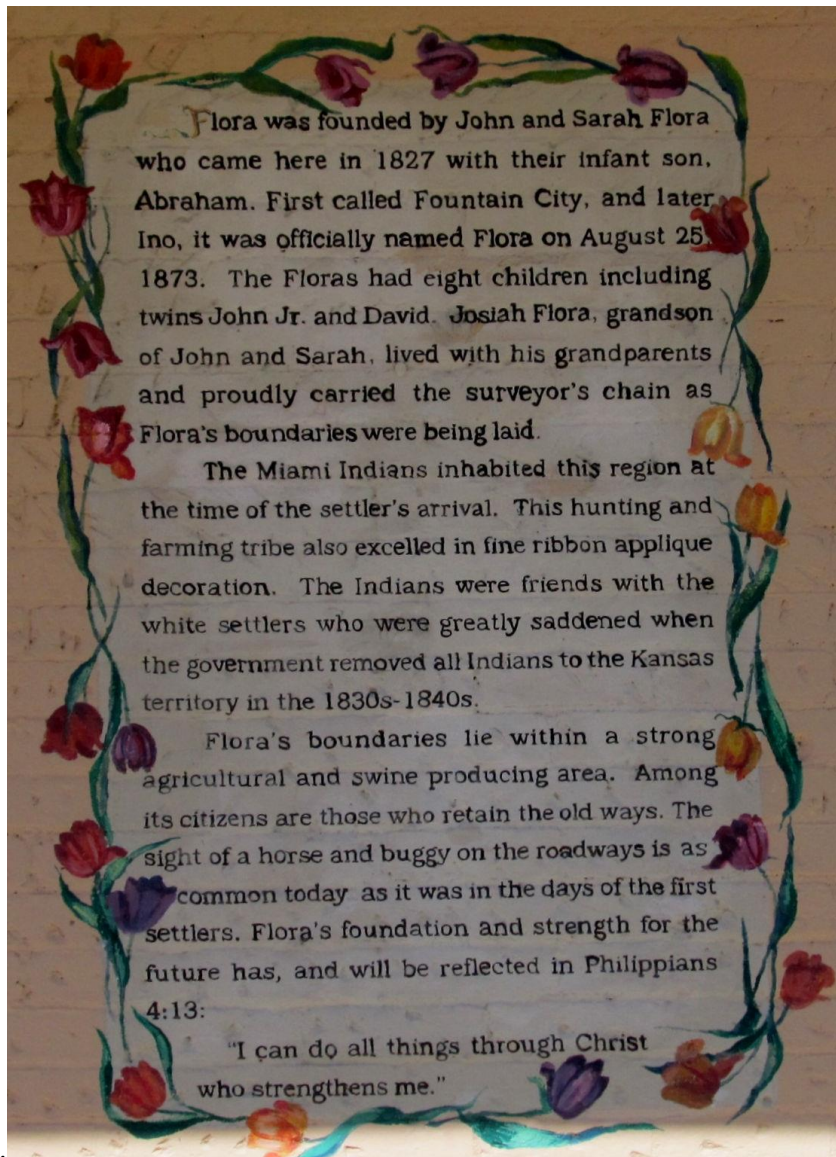 Flora was founded by John and Sarah Flora
who came here in 1827 with their infant son,
Abraham. First called Fountain City, and later
Ino, it was officially named Flora on August 25,
1873. The Floras had eight children including
twins John Jr. and David. Josiah Flora, grandson
of John and Sarah, lived with his grandparents
and proudly carried the surveyor's chain as
Flora's boundaries were being laid.
The Miami Indians inhabited this region at
the time of the settler's arrival. This hunting and
farming tribe also excelled in fine ribbon applique
decoration. The Indians were friends with the
white settlers who were greatly saddened when
the government removed all Indians to the Kansas
territory in the 1830s-1840s.
Flora's boundaries lie within a strong
agricultural and swine producing area. Among
its citizens are those who retain the old ways. The
sight of a horse and buggy on the roadways is as
common today as it was in the days of the first
settlers. Flora's foundation and strength for the
future has, and will be reflected in Philippians
4:13:
"I can do all things through Christ
who strengthens me."